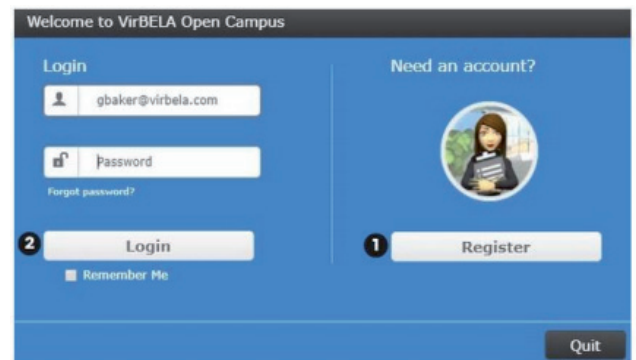 Welcome to VirBELA Open Campus
Login
gbaker@virbela.com
Password
Forgot password?
2 Login
Remember Me
Need an account?
1 Register
Quit